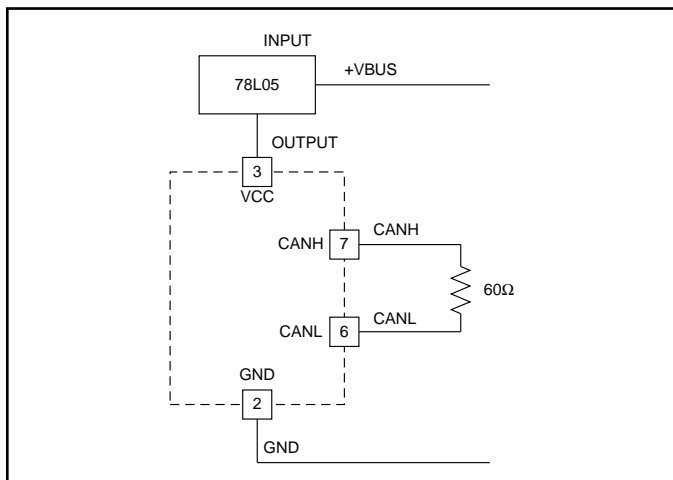 INPUT
78L05
+VBUS
OUTPUT
3
VCC
CANH
7
CANH
60Ω
CANL
6
CANL
GND
2
GND